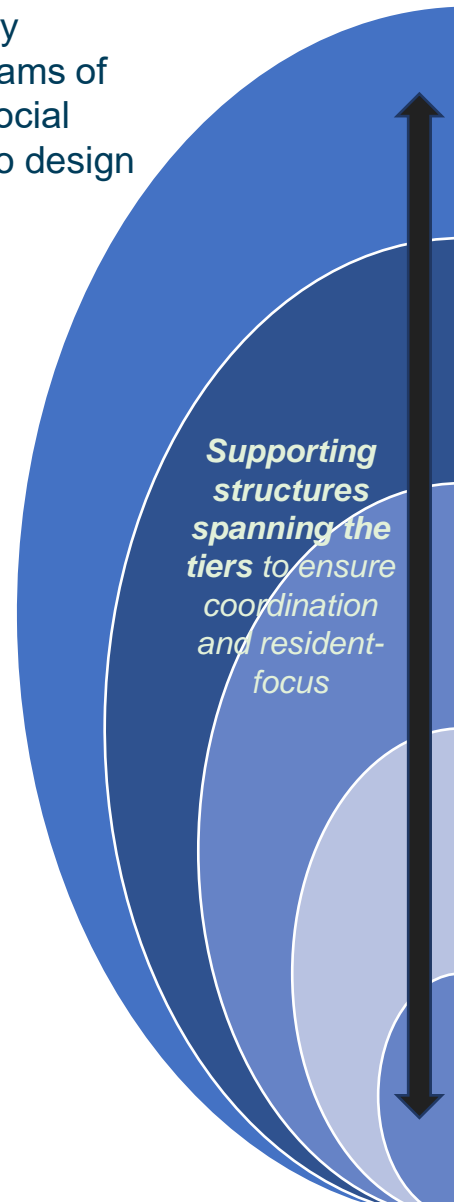 y
ams of
ocial
o design
Supporting
structures
spanning the
tiers to ensure
coordination
and resident-
focus